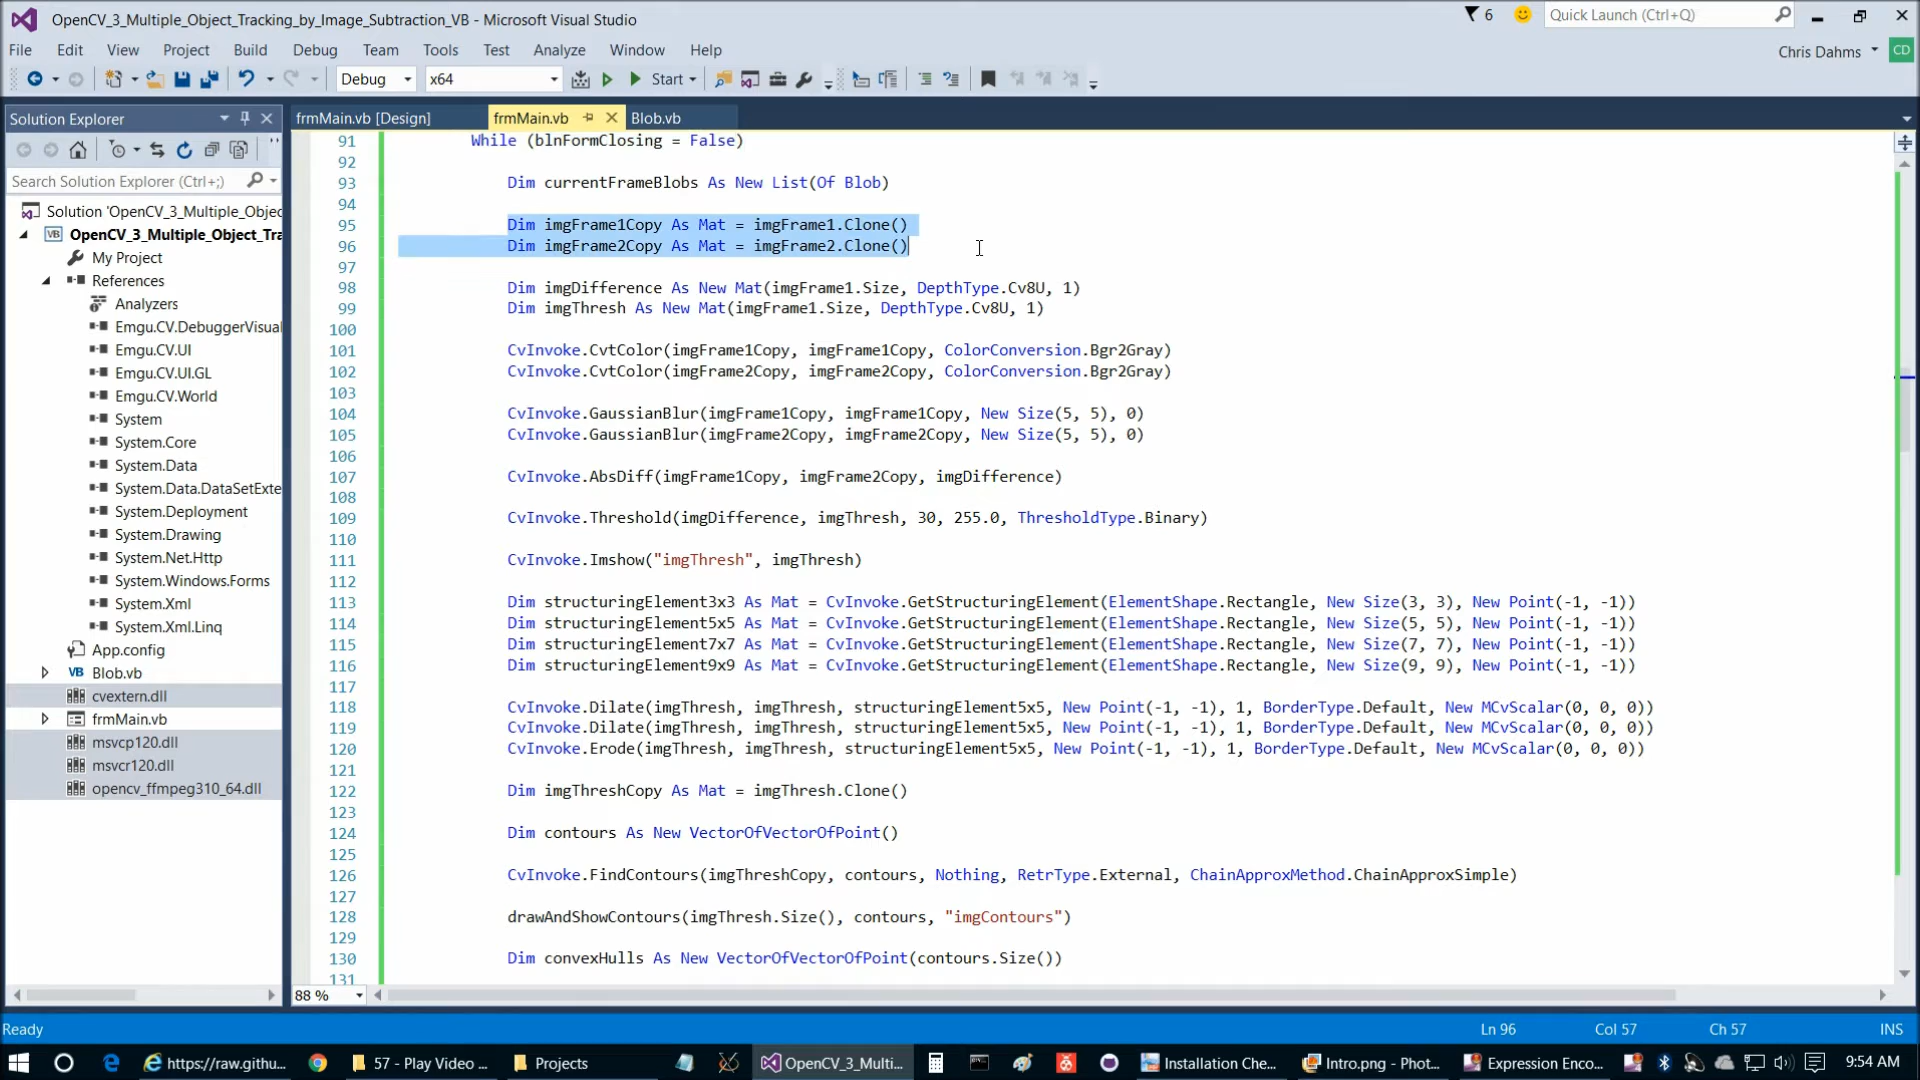 OpenCV_3_Multiple_Object_Tracking_by_Image_Subtraction_VB - Microsoft Visual Studio
6
Quick Launch (Ctrl+Q)
File Edit View Project Build Debug Team Tools Test Analyze Window Help
Chris Dahms
CD
Debug
x64
Start
Solution Explorer
frmMain.vb [Design]
frmMain.vb
Blob.vb
Search Solution Explorer (Ctrl+;)
Solution 'OpenCV_3_Multiple_Objec
VB OpenCV_3_Multiple_Object_Tra
My Project
References
Analyzers
Emgu.CV.DebuggerVisual
Emgu.CV.UI
Emgu.CV.UI.GL
Emgu.CV.World
System
System.Core
System.Data
System.Data.DataSetExte
System.Deployment
System.Drawing
System.Net.Http
System.Windows.Forms
System.Xml
System.Xml.Linq
App.config
VB Blob.vb
cvextern.dll
frmMain.vb
msvcp120.dll
msvcr120.dll
opencv_ffmpeg310_64.dll
91 While (blnFormClosing = False)
92
93 Dim currentFrameBlobs As New List(Of Blob)
94
95 Dim imgFrame1Copy As Mat = imgFrame1.Clone()
96 Dim imgFrame2Copy As Mat = imgFrame2.Clone()
97
98 Dim imgDifference As New Mat(imgFrame1.Size, DepthType.Cv8U, 1)
99 Dim imgThresh As New Mat(imgFrame1.Size, DepthType.Cv8U, 1)
100
101 CvInvoke.CvtColor(imgFrame1Copy, imgFrame1Copy, ColorConversion.Bgr2Gray)
102 CvInvoke.CvtColor(imgFrame2Copy, imgFrame2Copy, ColorConversion.Bgr2Gray)
103
104 CvInvoke.GaussianBlur(imgFrame1Copy, imgFrame1Copy, New Size(5, 5), 0)
105 CvInvoke.GaussianBlur(imgFrame2Copy, imgFrame2Copy, New Size(5, 5), 0)
106
107 CvInvoke.AbsDiff(imgFrame1Copy, imgFrame2Copy, imgDifference)
108
109 CvInvoke.Threshold(imgDifference, imgThresh, 30, 255.0, ThresholdType.Binary)
110
111 CvInvoke.Imshow("imgThresh", imgThresh)
112
113 Dim structuringElement3x3 As Mat = CvInvoke.GetStructuringElement(ElementShape.Rectangle, New Size(3, 3), New Point(-1, -1))
114 Dim structuringElement5x5 As Mat = CvInvoke.GetStructuringElement(ElementShape.Rectangle, New Size(5, 5), New Point(-1, -1))
115 Dim structuringElement7x7 As Mat = CvInvoke.GetStructuringElement(ElementShape.Rectangle, New Size(7, 7), New Point(-1, -1))
116 Dim structuringElement9x9 As Mat = CvInvoke.GetStructuringElement(ElementShape.Rectangle, New Size(9, 9), New Point(-1, -1))
117
118 CvInvoke.Dilate(imgThresh, imgThresh, structuringElement5x5, New Point(-1, -1), 1, BorderType.Default, New MCvScalar(0, 0, 0))
119 CvInvoke.Dilate(imgThresh, imgThresh, structuringElement5x5, New Point(-1, -1), 1, BorderType.Default, New MCvScalar(0, 0, 0))
120 CvInvoke.Erode(imgThresh, imgThresh, structuringElement5x5, New Point(-1, -1), 1, BorderType.Default, New MCvScalar(0, 0, 0))
121
122 Dim imgThreshCopy As Mat = imgThresh.Clone()
123
124 Dim contours As New VectorOfVectorOfPoint()
125
126 CvInvoke.FindContours(imgThreshCopy, contours, Nothing, RetrType.External, ChainApproxMethod.ChainApproxSimple)
127
128 drawAndShowContours(imgThresh.Size(), contours, "imgContours")
129
130 Dim convexHulls As New VectorOfVectorOfPoint(contours.Size())
131
88 %
Ready
Ln 96
Col 57
Ch 57
INS
https://raw.githu...
57 - Play Video ...
Projects
OpenCV_3_Multi...
Installation Che...
Intro.png - Phot...
Expression Enco...
9:54 AM